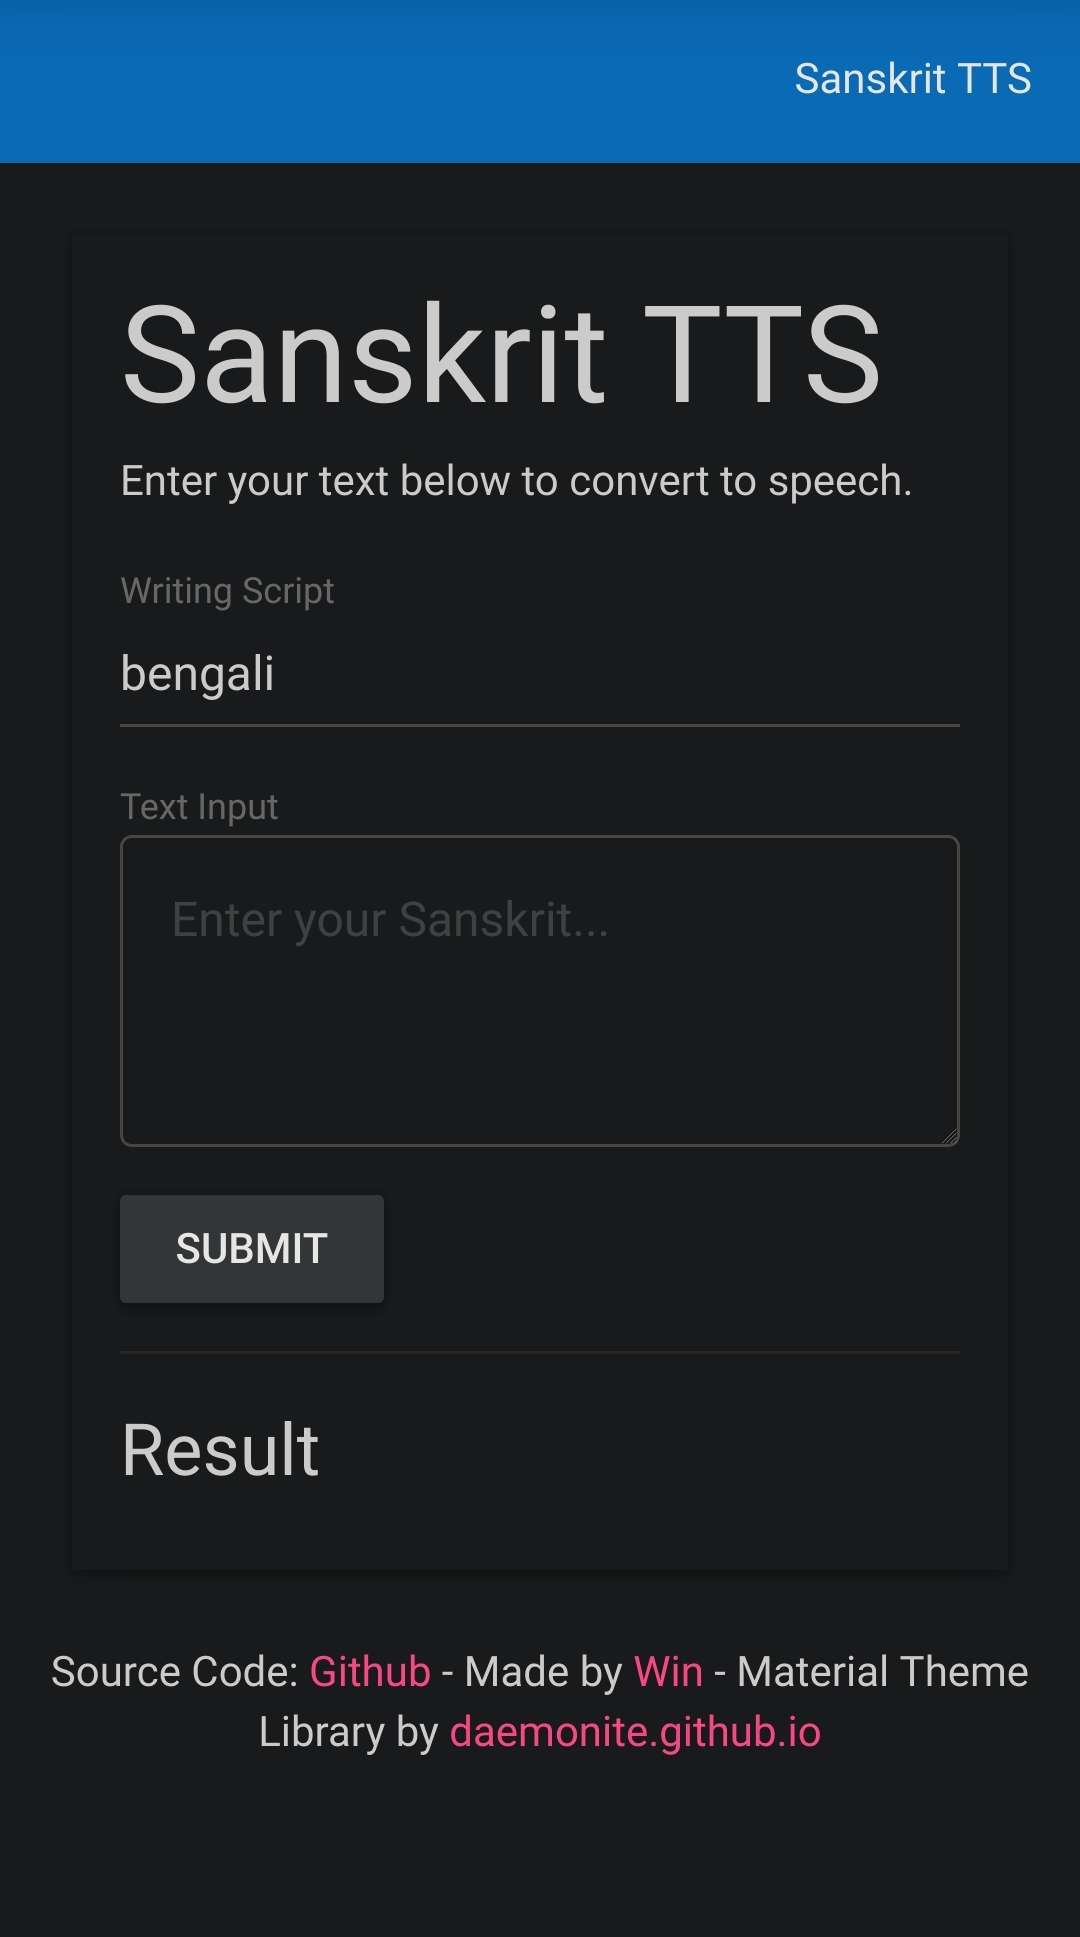 Sanskrit TTS
Sanskrit TTS
Enter your text below to convert to speech.
Writing Script
bengali
Text Input
Enter your Sanskrit...
SUBMIT
Result
Source Code: Github - Made by Win - Material Theme
Library by daemonite.github.io